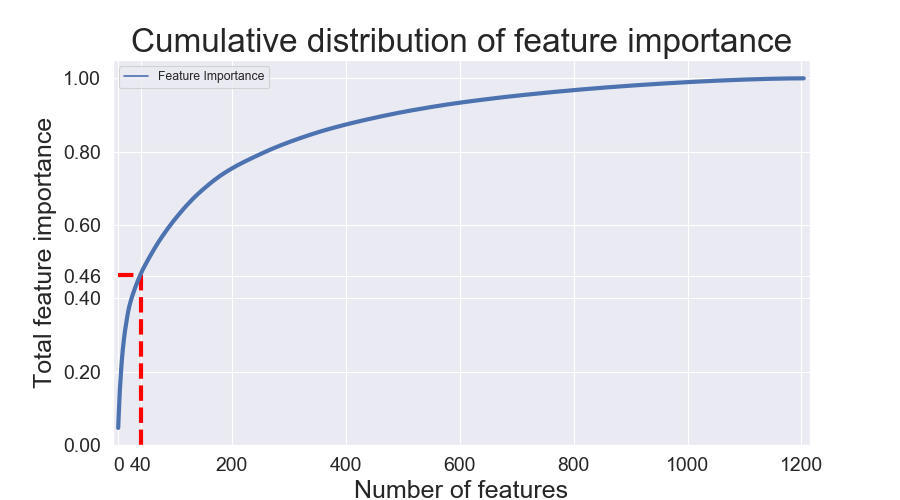 Cumulative distribution of feature importance
Feature Importance
Total feature importance
1.00
0.80
0.60
0.46
0.40
0.20
0.00
0 40 200 400 600 800 1000 1200
Number of features